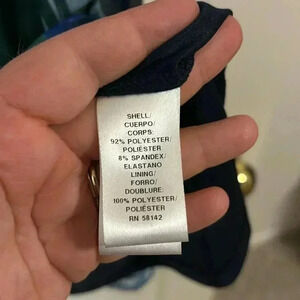 SHELL/
CUERPO/
CORPS:
92% POLYESTER/
POLIÉSTER
8% SPANDEX/
ELASTANO
LINING/
FORRO/
DOUBLURE:
100% POLYESTER/
POLIÉSTER
RN 58142